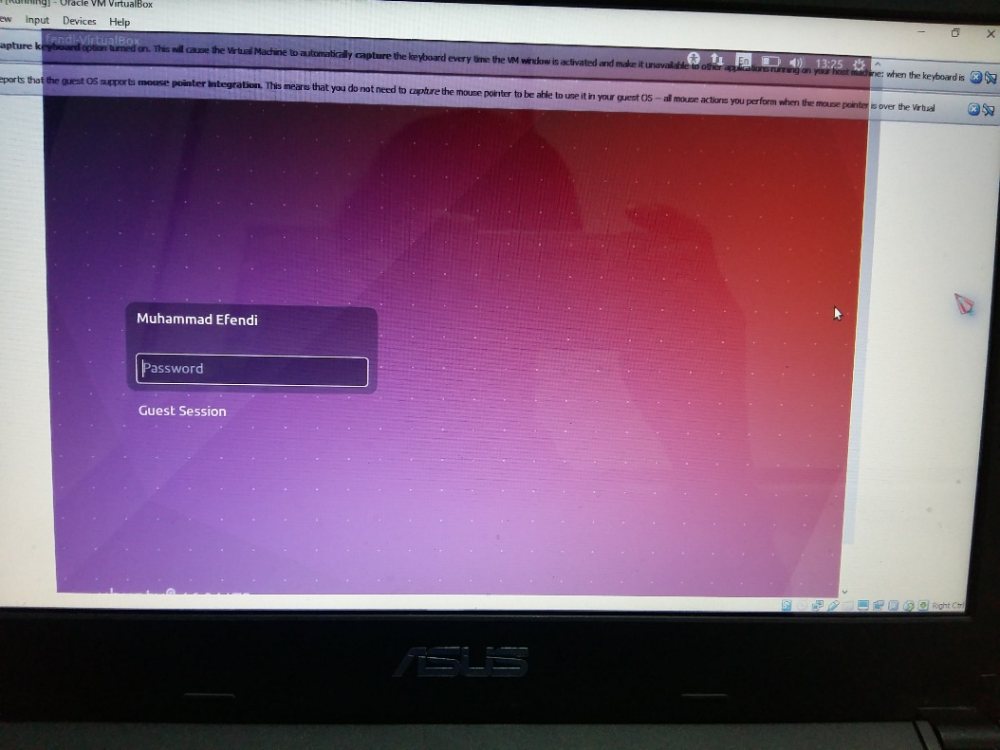 [Running] - Oracle VM VirtualBox
Input Devices Help
fendi-VirtualBox
keyboard option turned on. This will cause the Virtual Machine to automatically capture the keyboard every time the VM window is activated and make it unavailable to other applications running on your host machine: when the keyboard is
En 13:25
that the guest OS supports mouse pointer integration. This means that you do not need to capture the mouse pointer to be able to use it in your guest OS -- all mouse actions you perform when the mouse pointer is over the Virtual
Muhammad Efendi
Password
Guest Session
Right Ctrl
ASUS